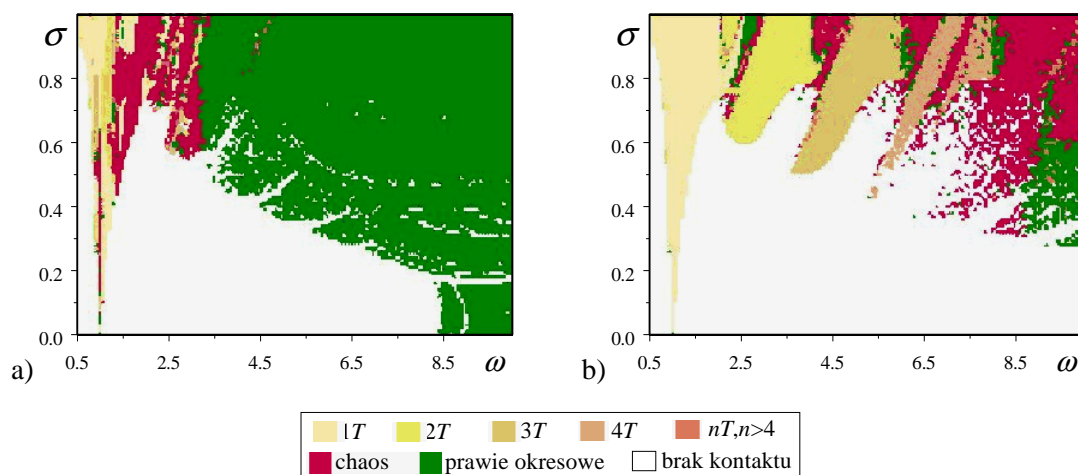 σ
0.8
0.6
0.4
0.2
0.0
0.5 2.5 4.5 6.5 8.5 ω
a)
σ
0.8
0.6
0.4
0.2
0.0
0.5 2.5 4.5 6.5 8.5 ω
b)
1T 2T 3T 4T nT,n>4
chaos prawie okresowe brak kontaktu